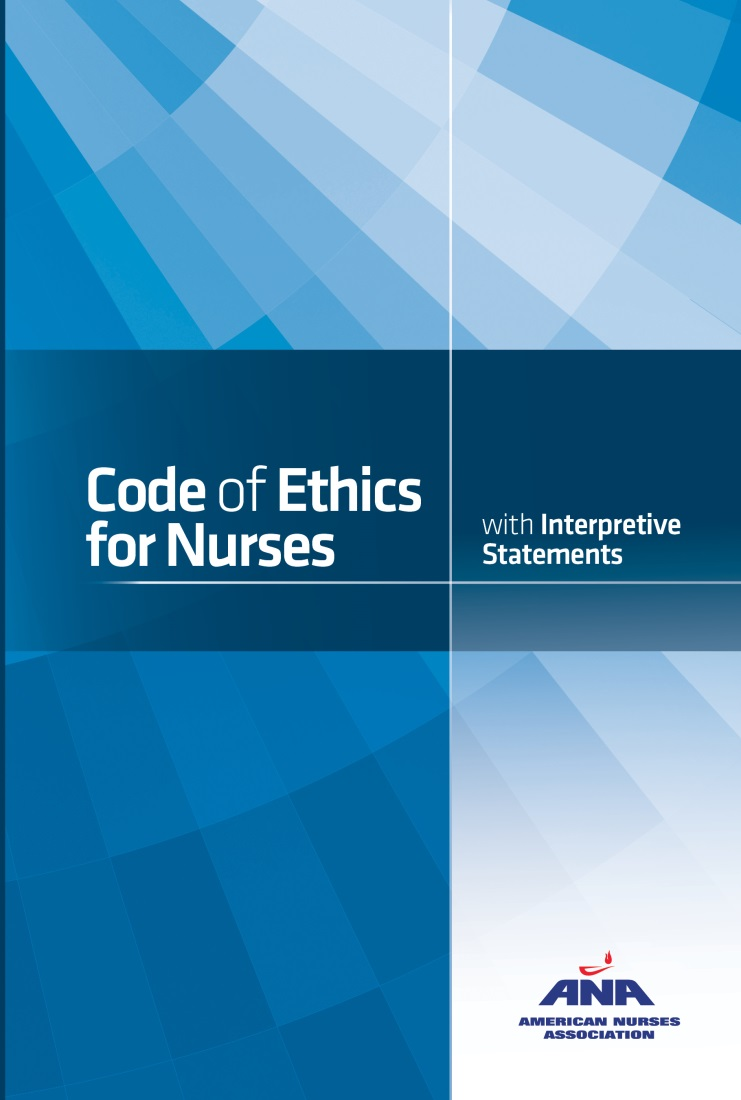 Code of Ethics
for Nurses
with Interpretive
Statements
ANA
AMERICAN NURSES
ASSOCIATION